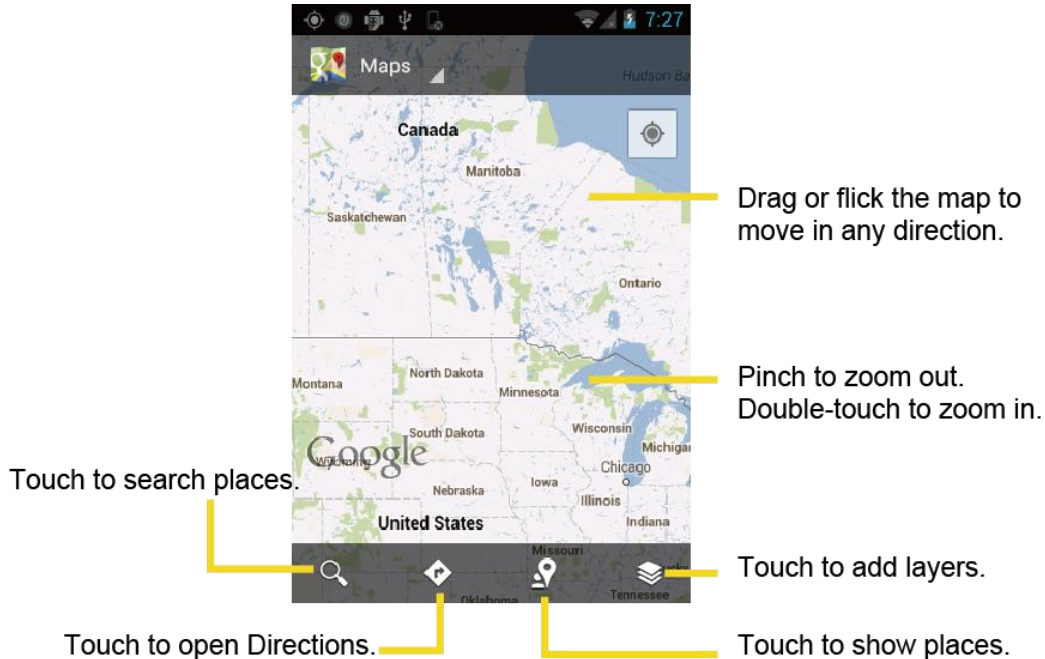 7:27
Maps
Hudson Ba
Canada
Manitoba
Saskatchewan
Drag or flick the map to
move in any direction.
Ontario
North Dakota
Montana
Minnesota
Pinch to zoom out.
Double-touch to zoom in.
South Dakota
Wisconsin
Michigan
Google
Wyoming
Chicago
Touch to search places.
Nebraska
Iowa
Illinois
United States
Indiana
Missouri
Touch to add layers.
Oklahoma
Tennessee
Touch to open Directions.
Touch to show places.